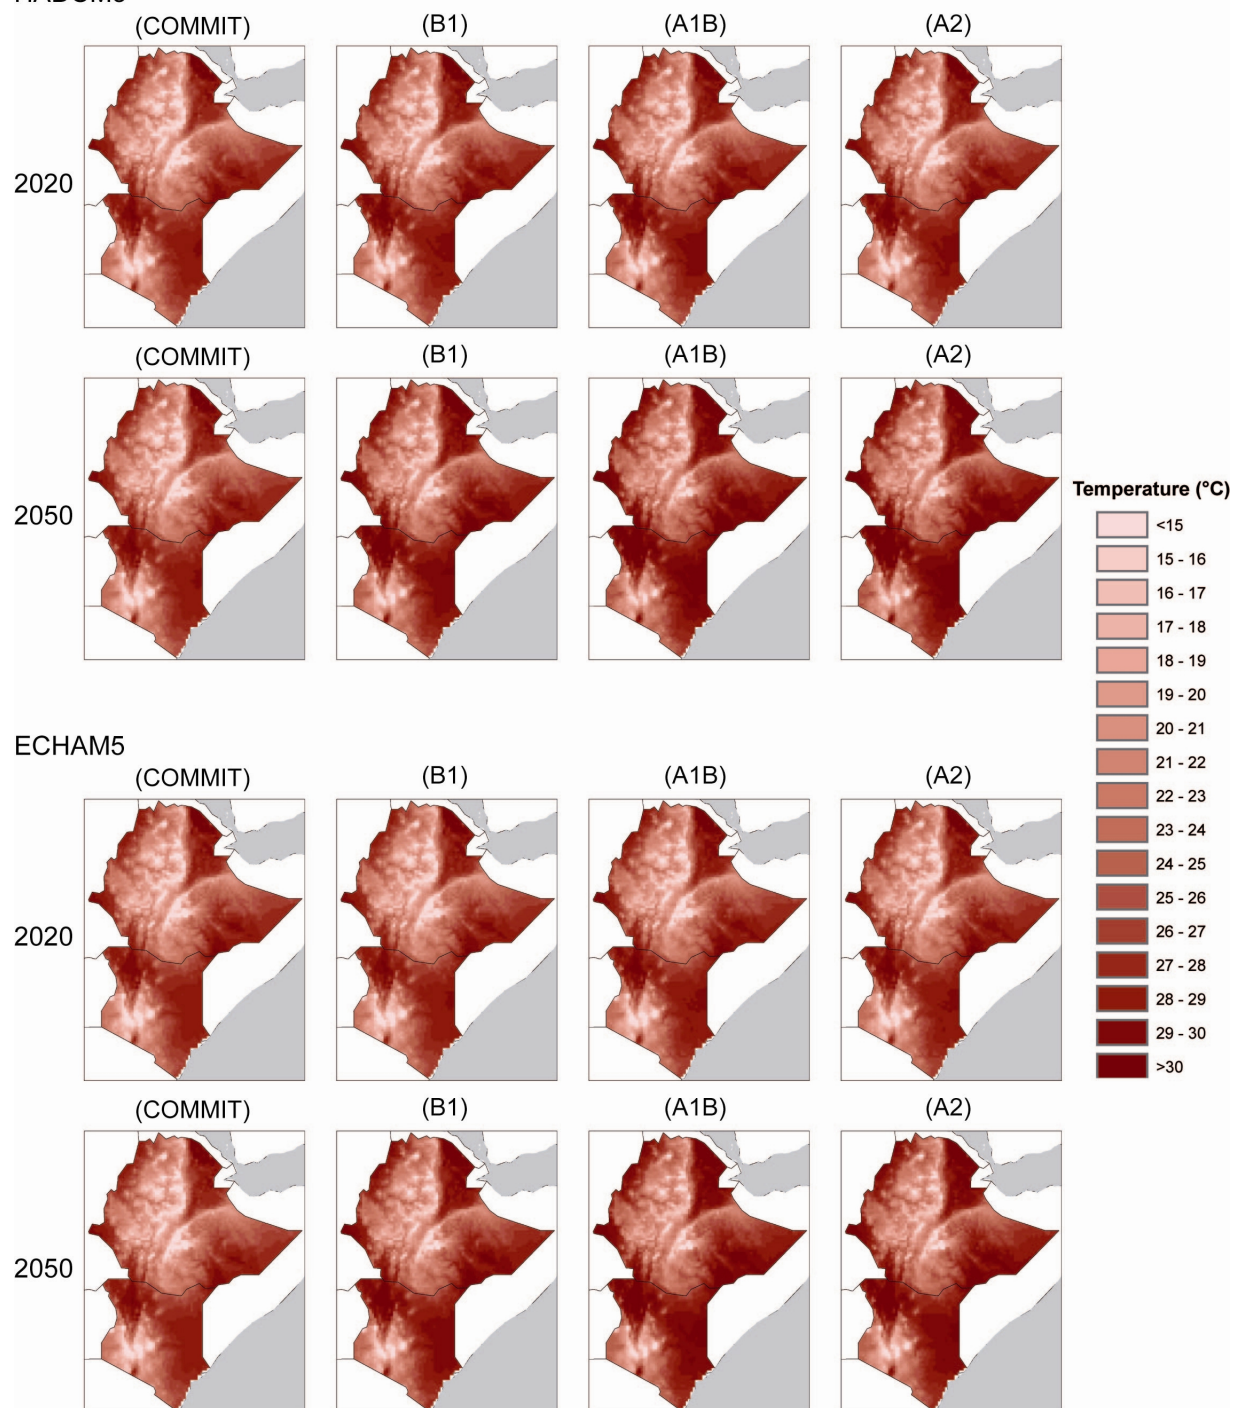 (COMMIT) (B1) (A1B) (A2)
2020
(COMMIT) (B1) (A1B) (A2)
2050
Temperature (°C)
<15
15 - 16
16 - 17
17 - 18
18 - 19
19 - 20
20 - 21
21 - 22
22 - 23
23 - 24
24 - 25
25 - 26
26 - 27
27 - 28
28 - 29
29 - 30
>30
ECHAM5
(COMMIT) (B1) (A1B) (A2)
2020
(COMMIT) (B1) (A1B) (A2)
2050